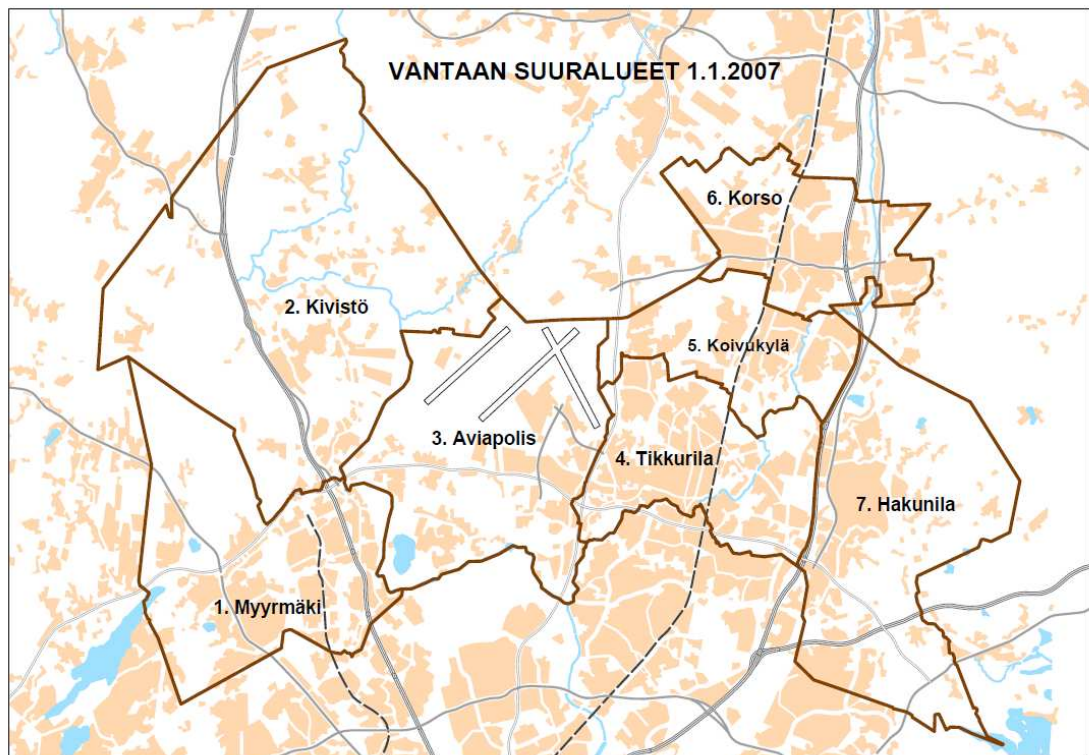 VANTAAN SUURALUEET 1.1.2007
6. Korso
2. Kivistö
5. Koivukylä
3. Aviapolis
4. Tikkurila
7. Hakunila
1. Myyrmäki